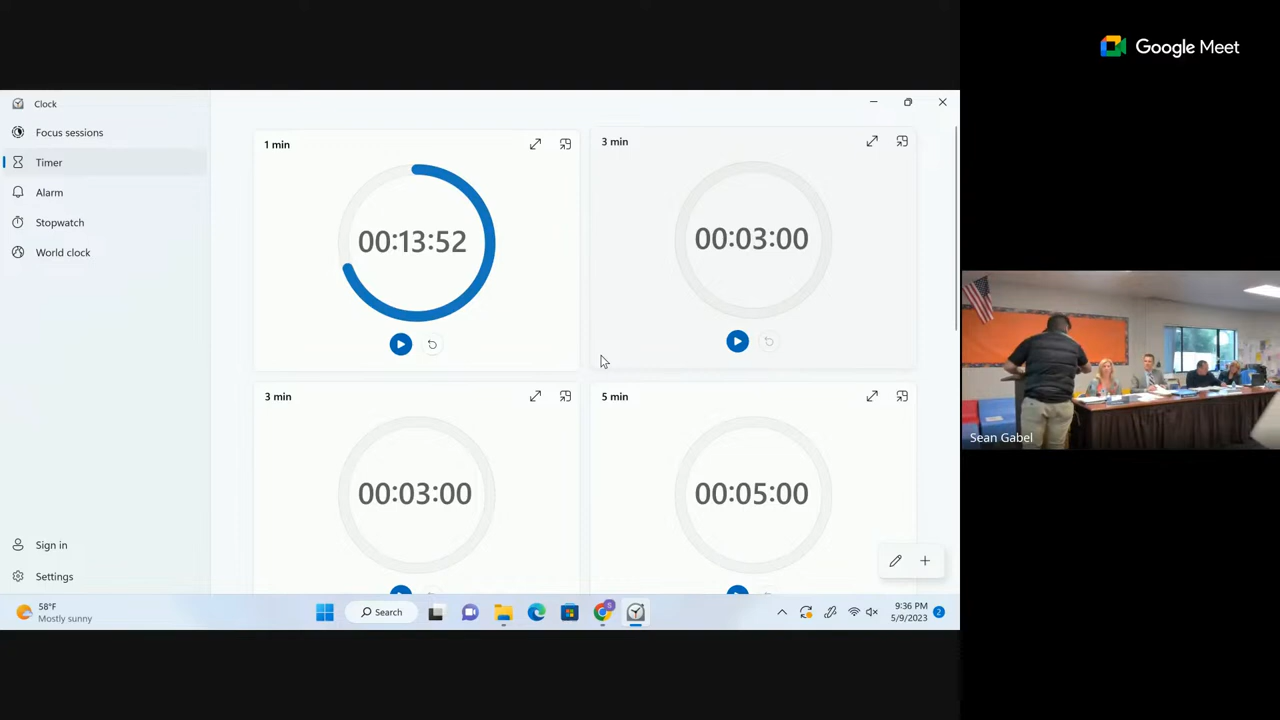 Google Meet
Clock
Focus sessions
Timer
Alarm
Stopwatch
World clock
Sign in
Settings
1 min
00:13:52
3 min
00:03:00
3 min
00:03:00
5 min
00:05:00
58°F
Mostly sunny
Search
S
9:36 PM
5/9/2023
2
Sean Gabel